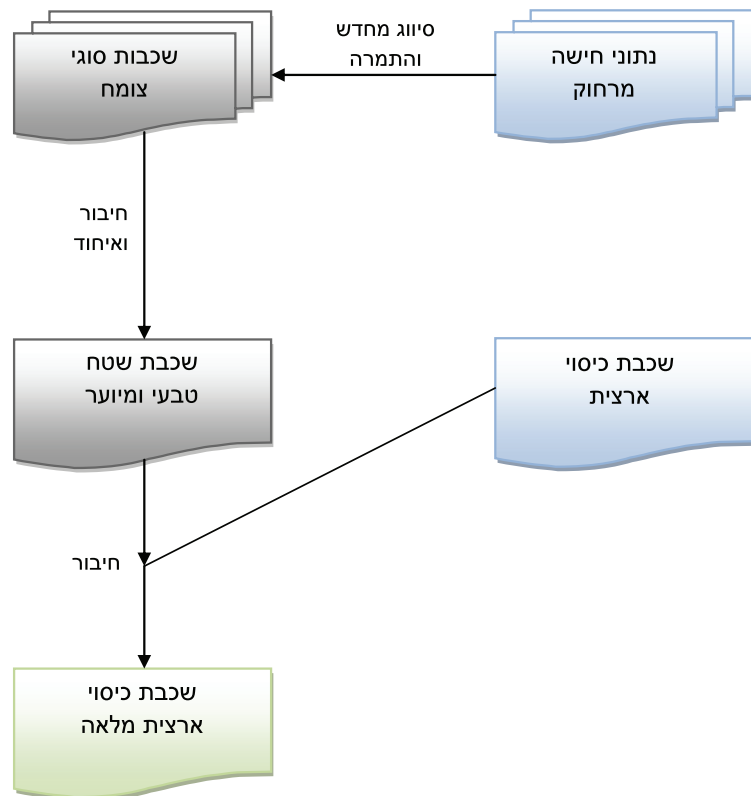 נתוני חישה
מרחוק
סיווג מחדש
והתמרה
שכבות סוגי
צומח
חיבור
ואיחוד
שכבת שטח
טבעי ומיוער
שכבת כיסוי
ארצית
חיבור
שכבת כיסוי
ארצית מלאה